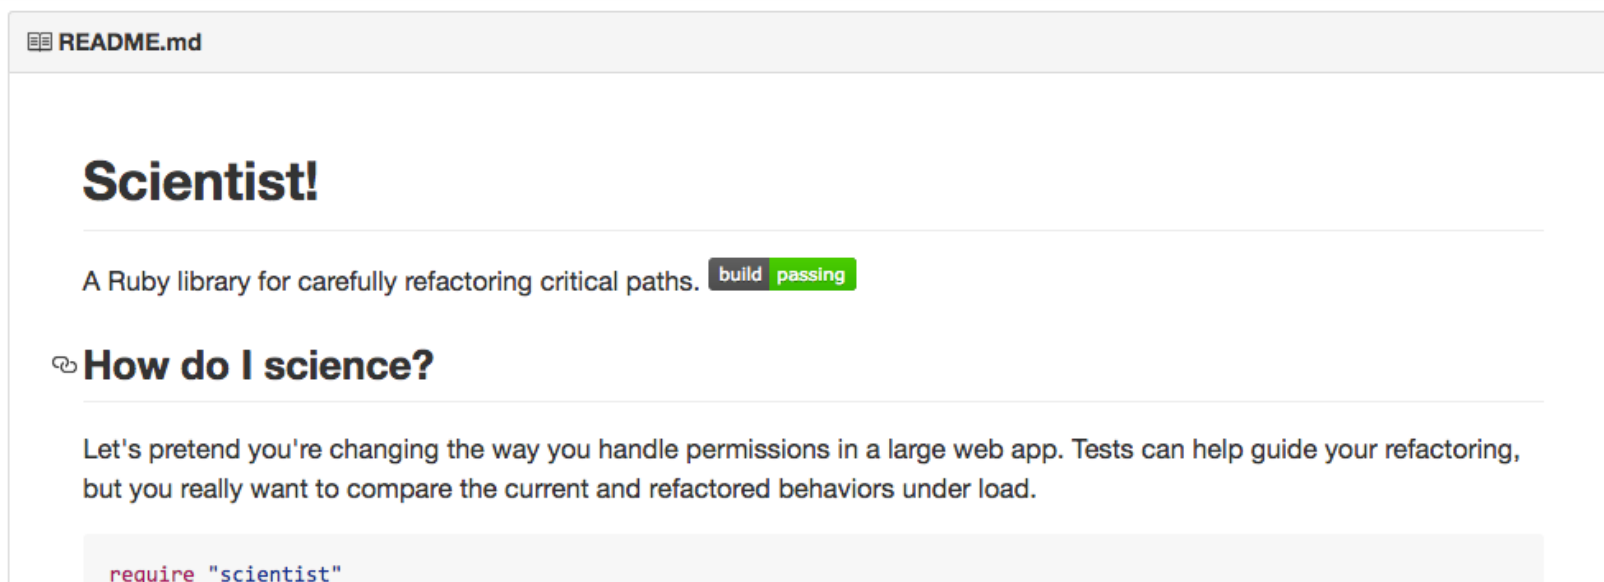 README.md
Scientist!
A Ruby library for carefully refactoring critical paths. build passing
How do I science?
Let's pretend you're changing the way you handle permissions in a large web app. Tests can help guide your refactoring,
but you really want to compare the current and refactored behaviors under load.
require "scientist"